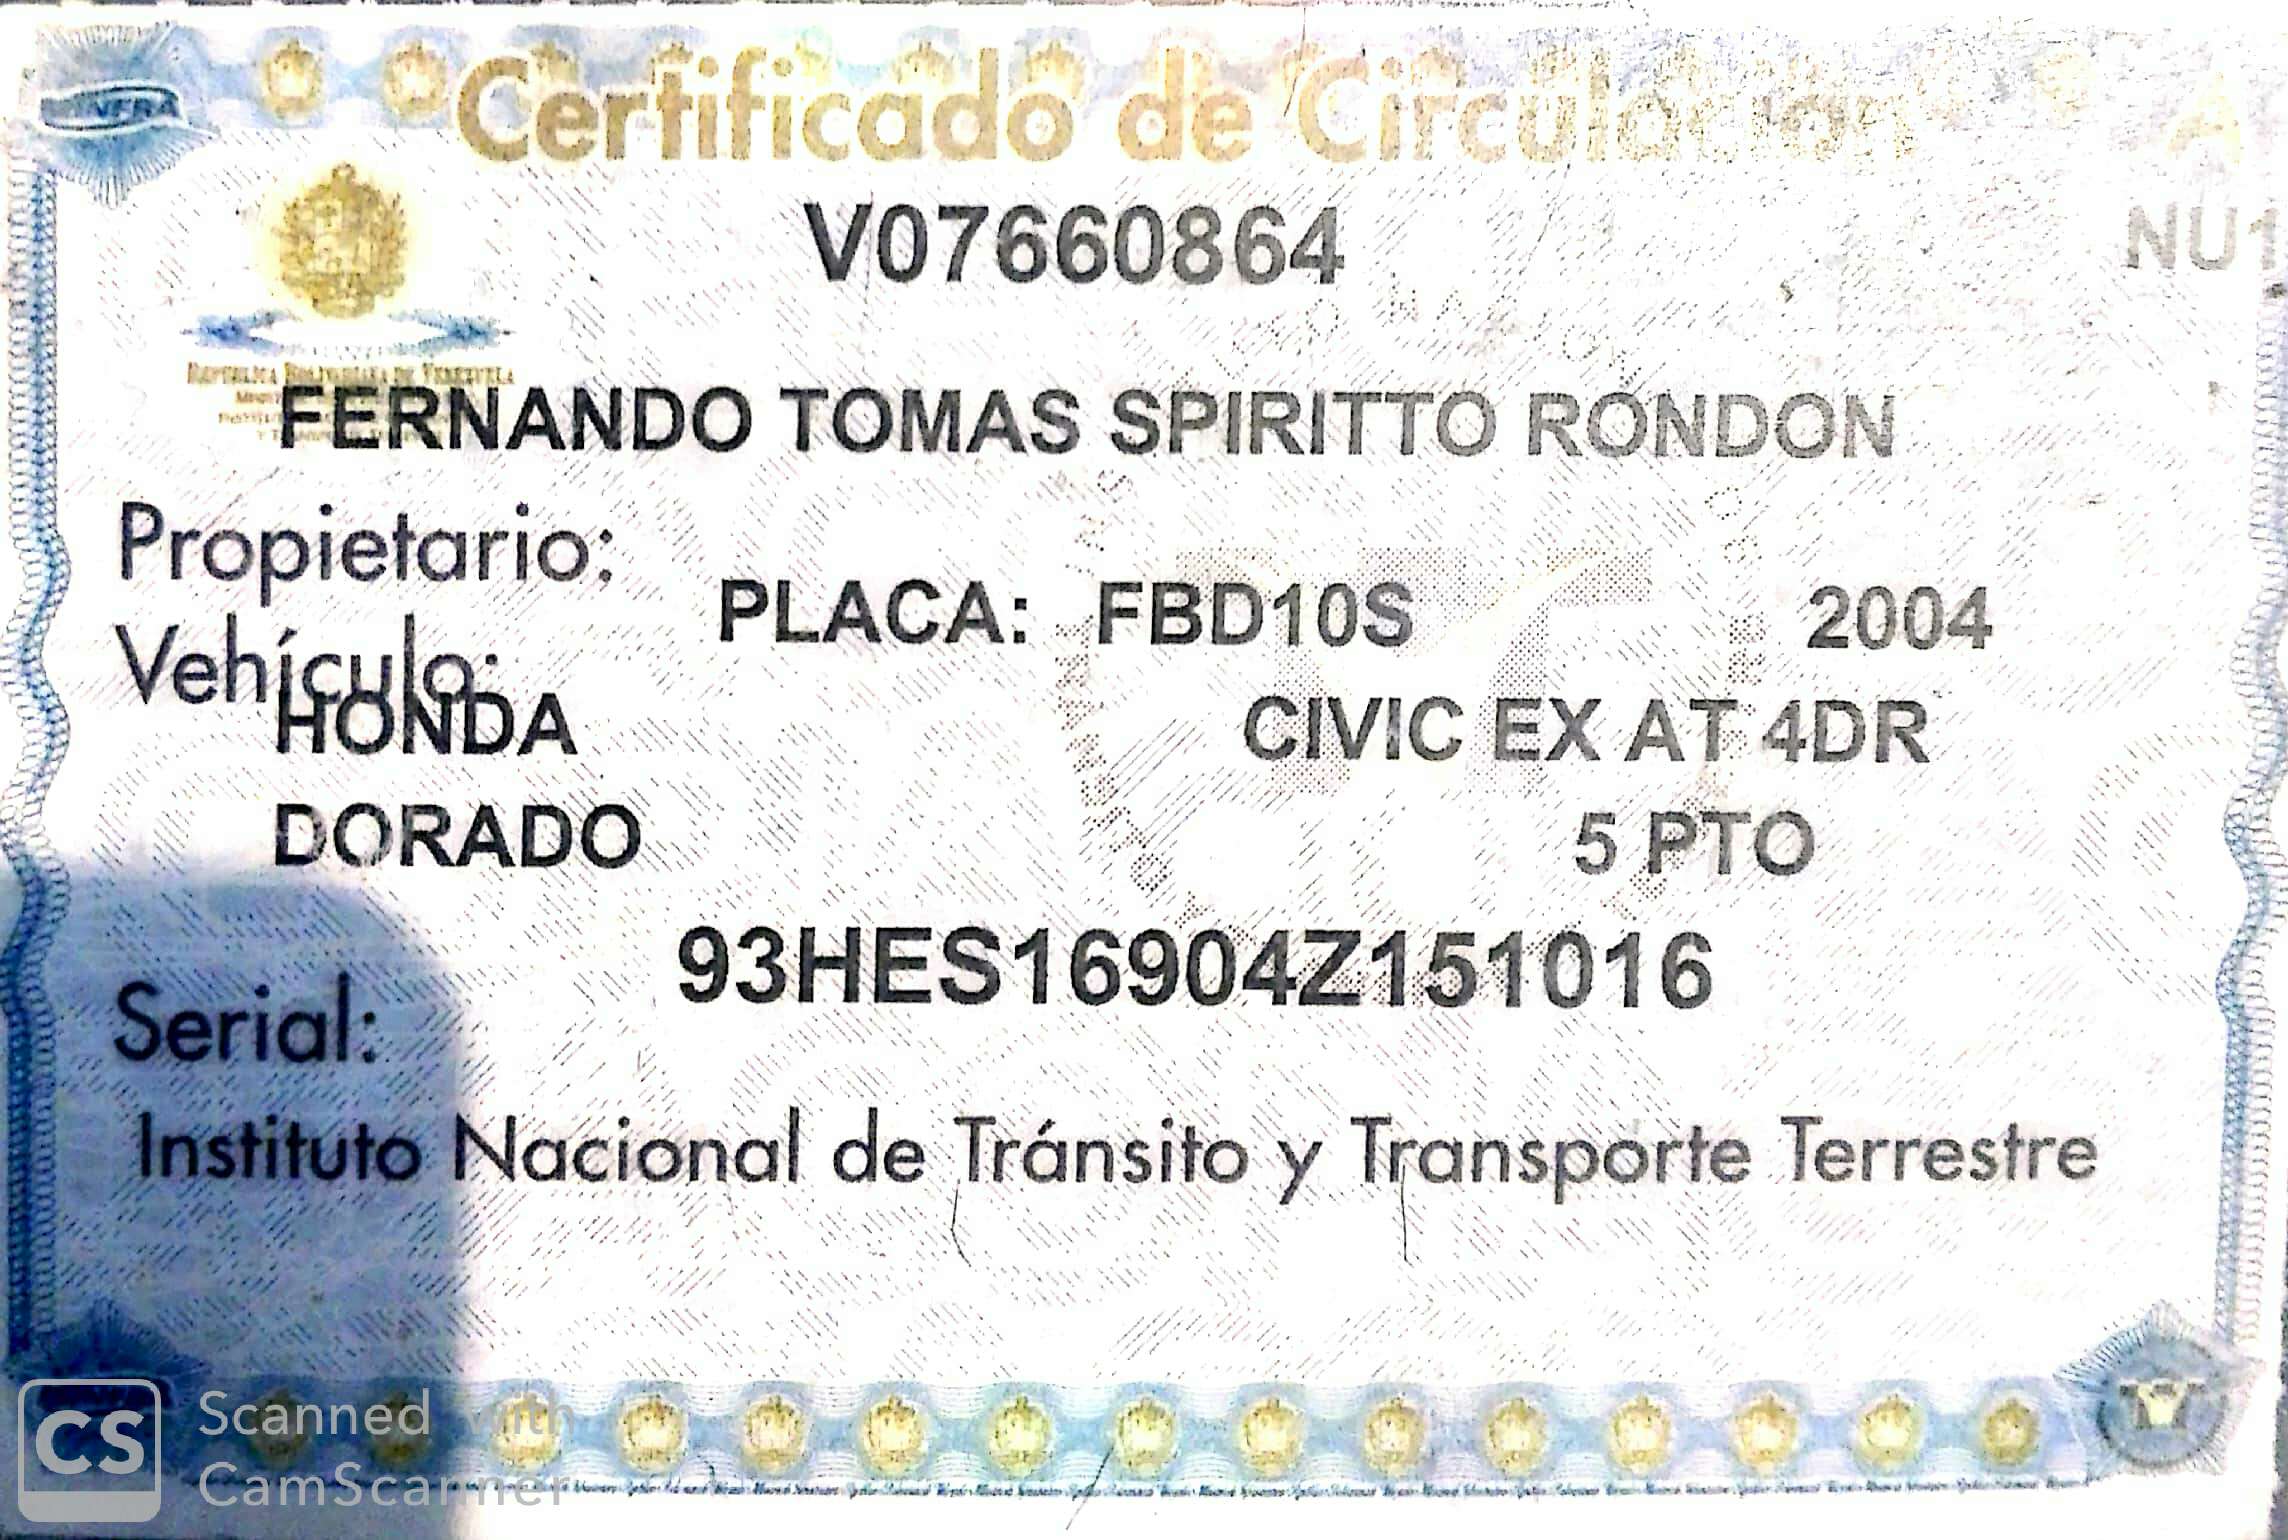 Certificado de Circulación
V07660864
NU1
REPÚBLICA BOLIVARIANA DE VENEZUELA
FERNANDO TOMAS SPIRITTO RONDON
Propietario:
PLACA: FBD10S 2004
Vehículo:
HONDA CIVIC EX AT 4DR
DORADO 5 PTO
93HES16904Z151016
Serial:
Instituto Nacional de Tránsito y Transporte Terrestre
CS Scanned with
CamScanner